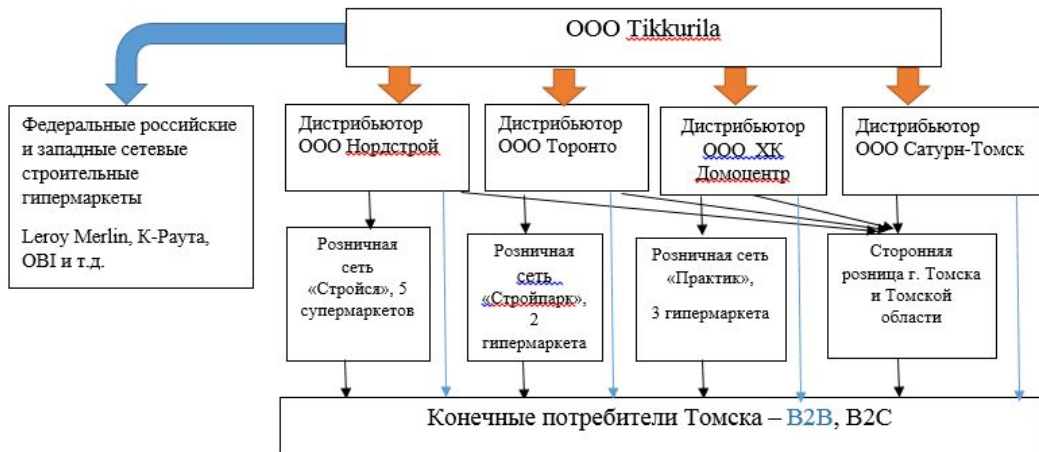 ООО Tikkurila
Федеральные российские
и западные сетевые
строительные
гипермаркеты
Leroy Merlin, К-Раута,
OBI и т.д.
Дистрибьютор
ООО Нордстрой
Дистрибьютор
ООО Торонто
Дистрибьютор
ООО ХК
Домоцентр
Дистрибьютор
ООО Сатурн-Томск
Розничная
сеть
«Стройся», 5
супермаркетов
Розничная
сеть
«Стройпарк»,
2
гипермаркета
Розничная сеть
«Практик»,
3 гипермаркета
Сторонняя
розница г. Томска
и Томской
области
Конечные потребители Томска – B2B, B2C